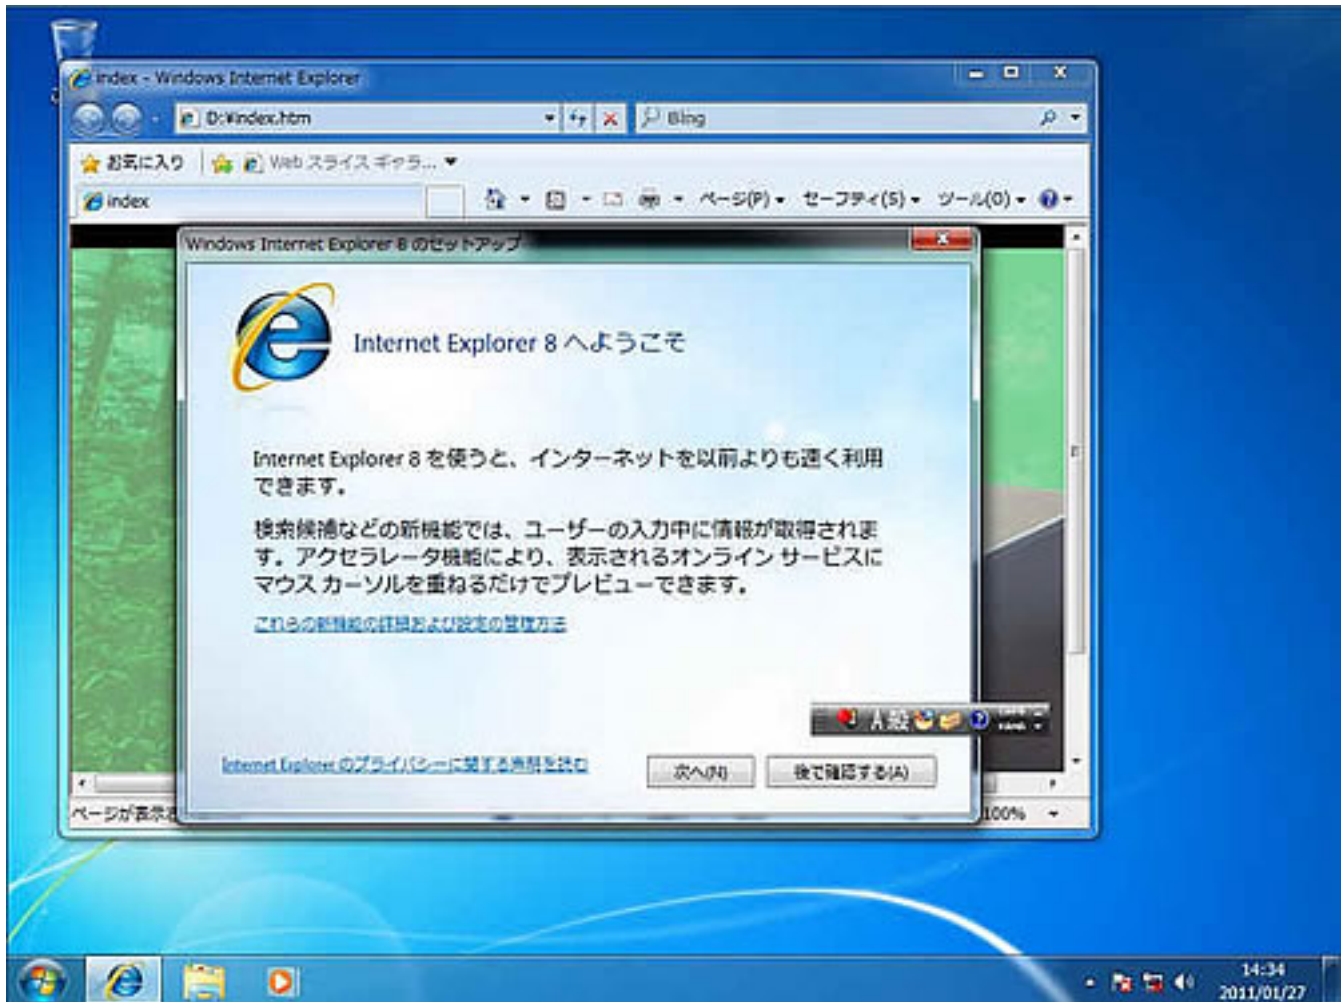 index - Windows Internet Explorer
D:¥index.htm
Bing
お気に入り
Web スライス ギャラ...
index
ページ(P)
セーフティ(S)
ツール(O)
Windows Internet Explorer 8 のセットアップ
Internet Explorer 8 へようこそ
Internet Explorer 8 を使うと、インターネットを以前よりも速く利用
できます。
検索候補などの新機能では、ユーザーの入力中に情報が取得されま
す。アクセラレータ機能により、表示されるオンライン サービスに
マウス カーソルを重ねるだけでプレビューできます。
これらの新機能の詳細および設定の管理方法
A 般
Internet Explorer のプライバシーに関する声明を読む
次へ(N)
後で確認する(A)
ページが表示さ
100%
14:34
2011/01/27